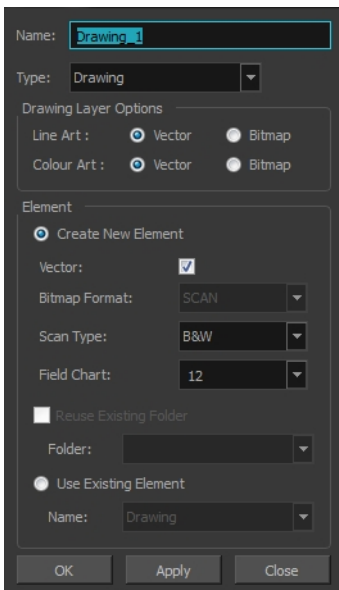 Name: Drawing_1
Type: Drawing
Drawing Layer Options
Line Art : Vector Bitmap
Colour Art : Vector Bitmap
Element
Create New Element
Vector:
Bitmap Format: SCAN
Scan Type: B&W
Field Chart: 12
Reuse Existing Folder
Folder:
Use Existing Element
Name: Drawing
OK Apply Close